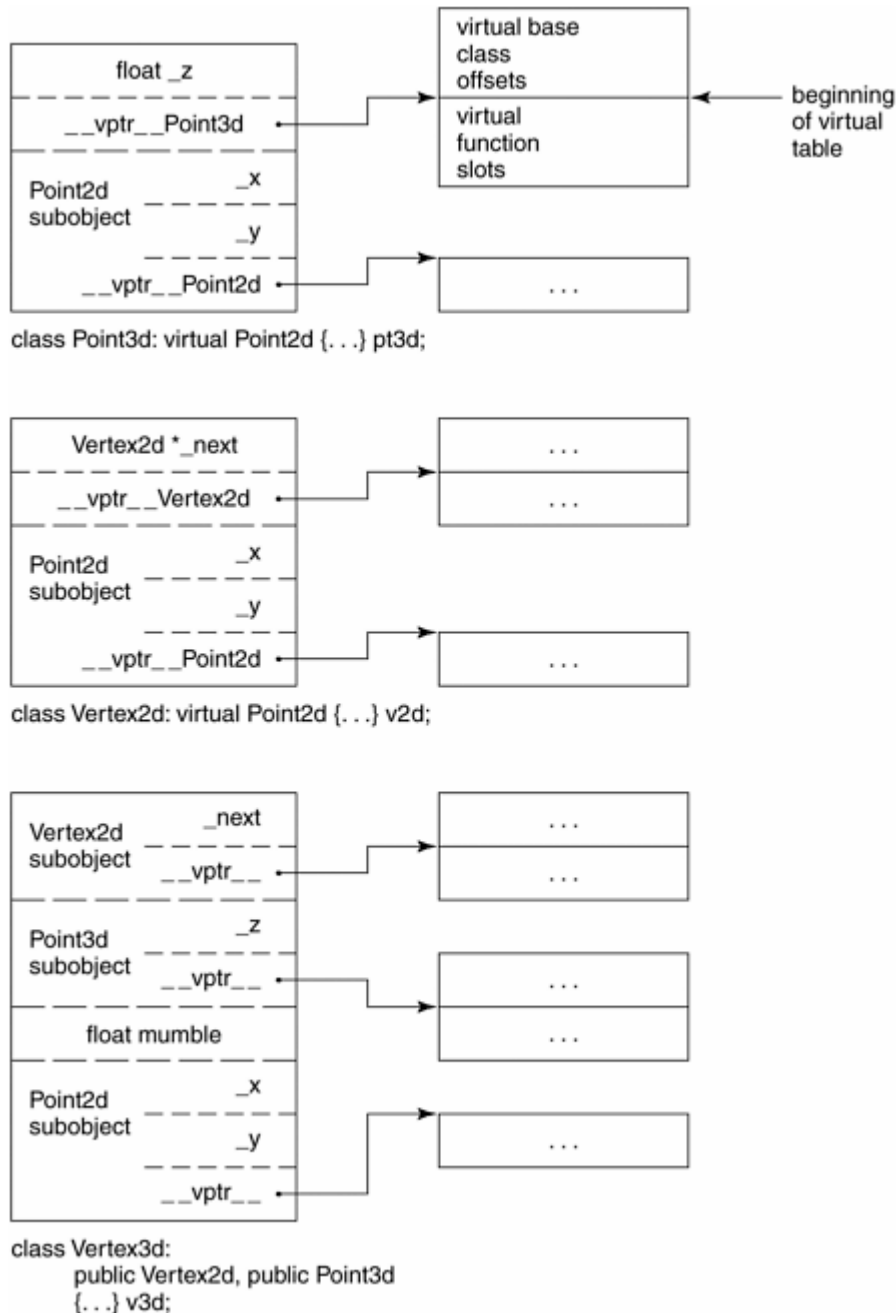 float _z
__vptr__Point3d
Point2d
subobject
_x
_y
__vptr__Point2d
virtual base
class
offsets
virtual
function
slots
beginning
of virtual
table
. . .
class Point3d: virtual Point2d {. . .} pt3d;
Vertex2d *_next
__vptr__Vertex2d
Point2d
subobject
_x
_y
__vptr__Point2d
. . .
. . .
. . .
class Vertex2d: virtual Point2d {. . .} v2d;
Vertex2d
subobject
_next
__vptr__
Point3d
subobject
_z
__vptr__
float mumble
Point2d
subobject
_x
_y
__vptr__
. . .
. . .
. . .
. . .
. . .
class Vertex3d:
public Vertex2d, public Point3d
{. . .} v3d;